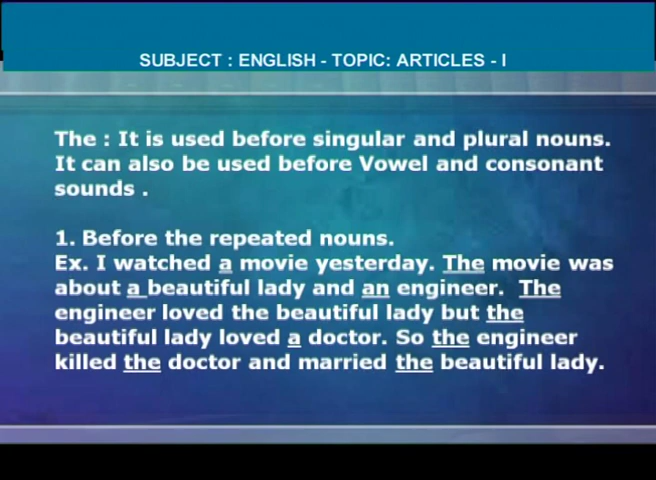 SUBJECT : ENGLISH - TOPIC: ARTICLES - I
The : It is used before singular and plural nouns.
It can also be used before Vowel and consonant
sounds .
1. Before the repeated nouns.
Ex. I watched a movie yesterday. The movie was
about a beautiful lady and an engineer. The
engineer loved the beautiful lady but the
beautiful lady loved a doctor. So the engineer
killed the doctor and married the beautiful lady.